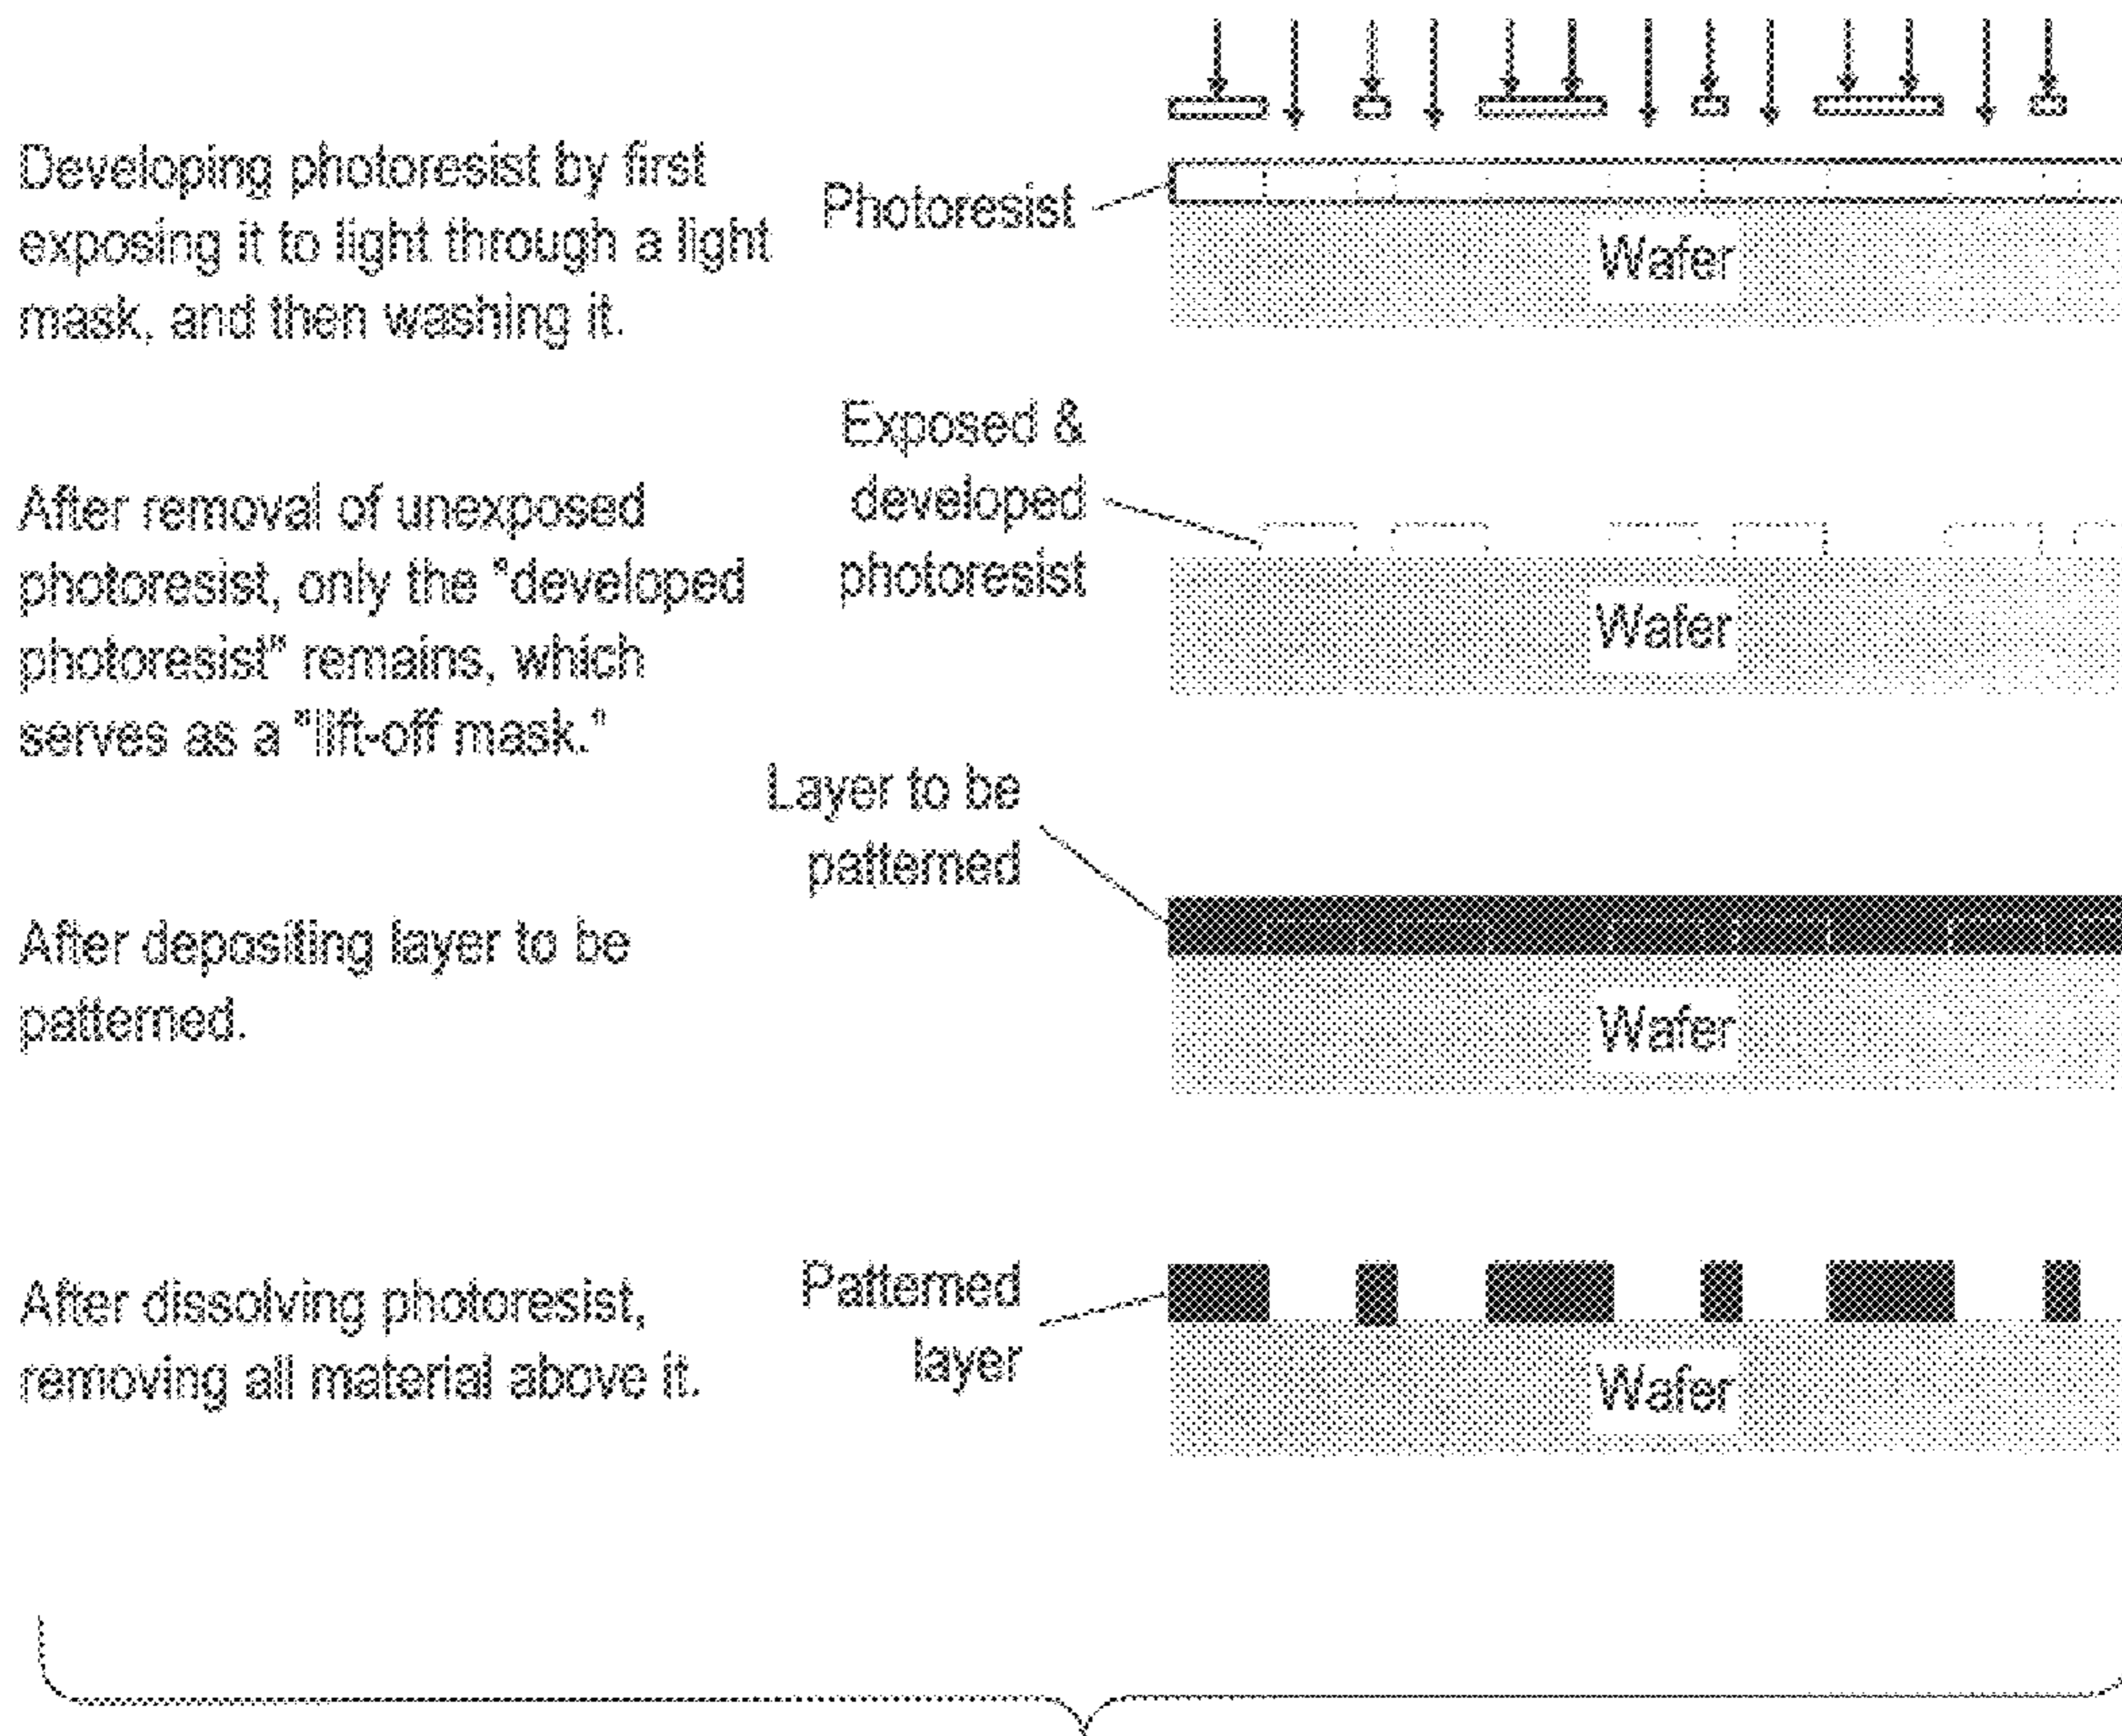 Developing photoresist by first
exposing it to light through a light
mask, and then washing it.
Photoresist
Wafer
After removal of unexposed
photoresist, only the "developed
photoresist" remains, which
serves as a "lift-off mask."
Exposed &
developed
photoresist
Wafer
After depositing layer to be
patterned.
Layer to be
patterned
Wafer
After dissolving photoresist,
removing all material above it.
Patterned
layer
Wafer